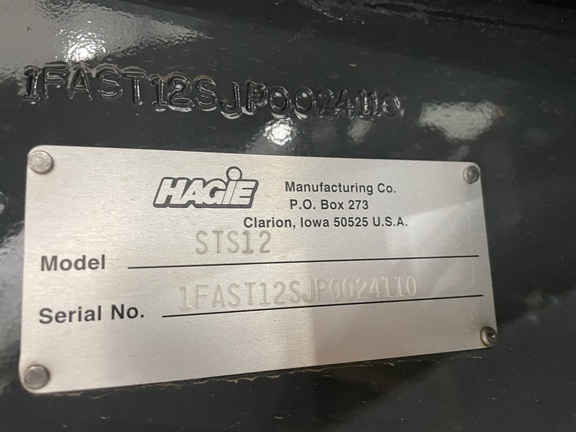 1FAST12SJP0024110
HAGIE
Manufacturing Co.
P.O. Box 273
Clarion, Iowa 50525 U.S.A.
Model STS12
Serial No. 1FAST12SJP0024110